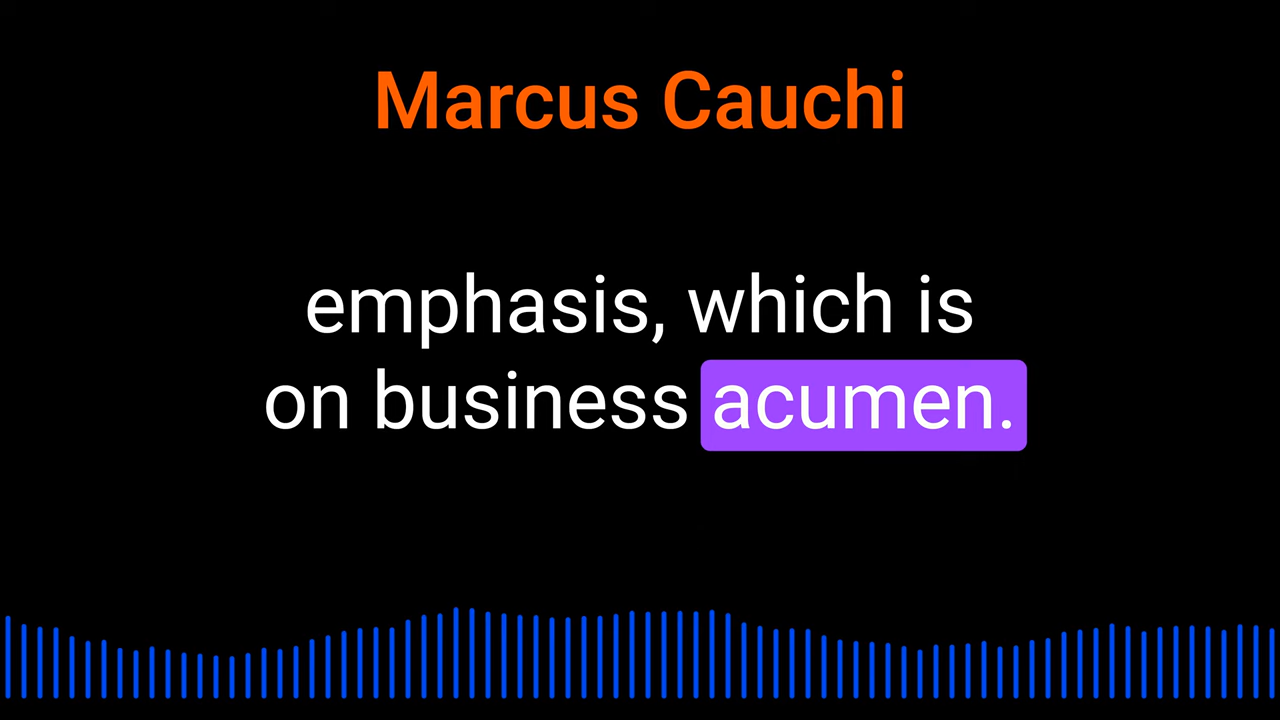 Marcus Cauchi
emphasis, which is
on business acumen.